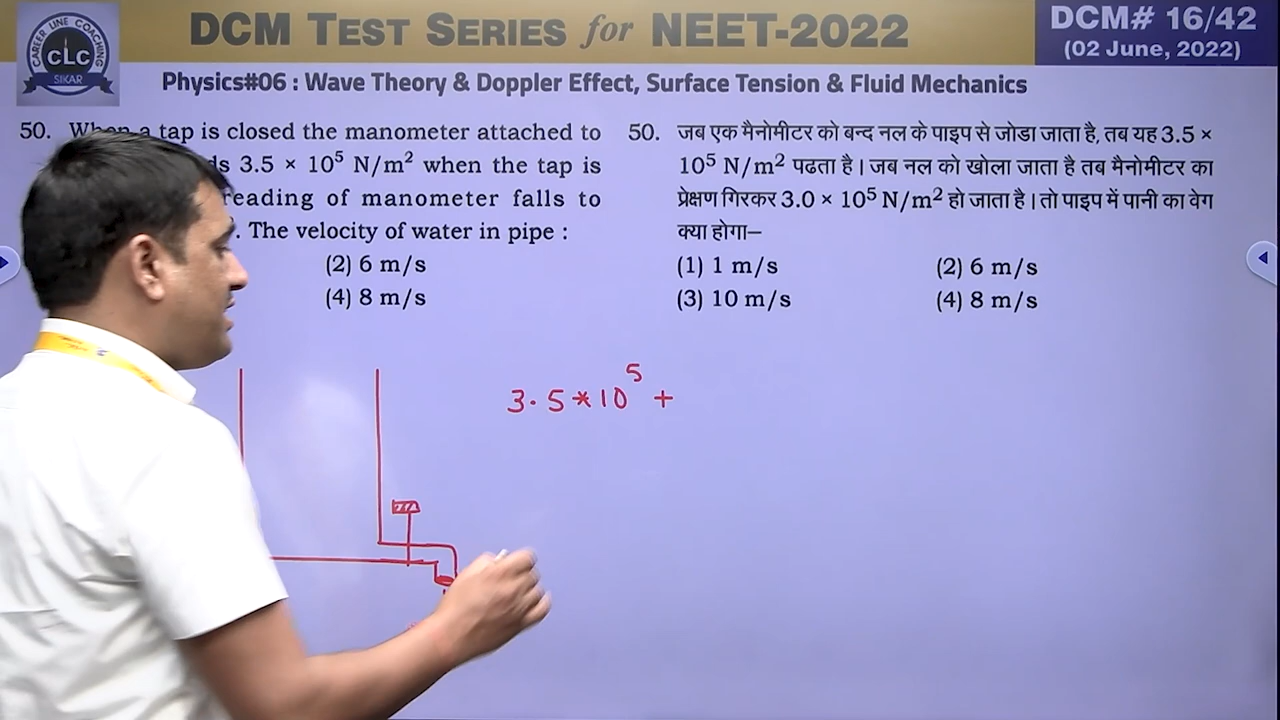 DCM TEST SERIES for NEET-2022
DCM# 16/42
(02 June, 2022)
CAREER LINE COACHING
CLC
SIKAR
Physics#06 : Wave Theory & Doppler Effect, Surface Tension & Fluid Mechanics
50. When a tap is closed the manometer attached to
3.5 × 10⁵ N/m² when the tap is
reading of manometer falls to
. The velocity of water in pipe :
(2) 6 m/s
(4) 8 m/s
50. जब एक मैनोमीटर को बन्द नल के पाइप से जोडा जाता है, तब यह 3.5 ×
10⁵ N/m² पढता है। जब नल को खोला जाता है तब मैनोमीटर का
प्रेक्षण गिरकर 3.0 × 10⁵ N/m² हो जाता है। तो पाइप में पानी का वेग
क्या होगा–
(1) 1 m/s (2) 6 m/s
(3) 10 m/s (4) 8 m/s
3.5*10⁵ +